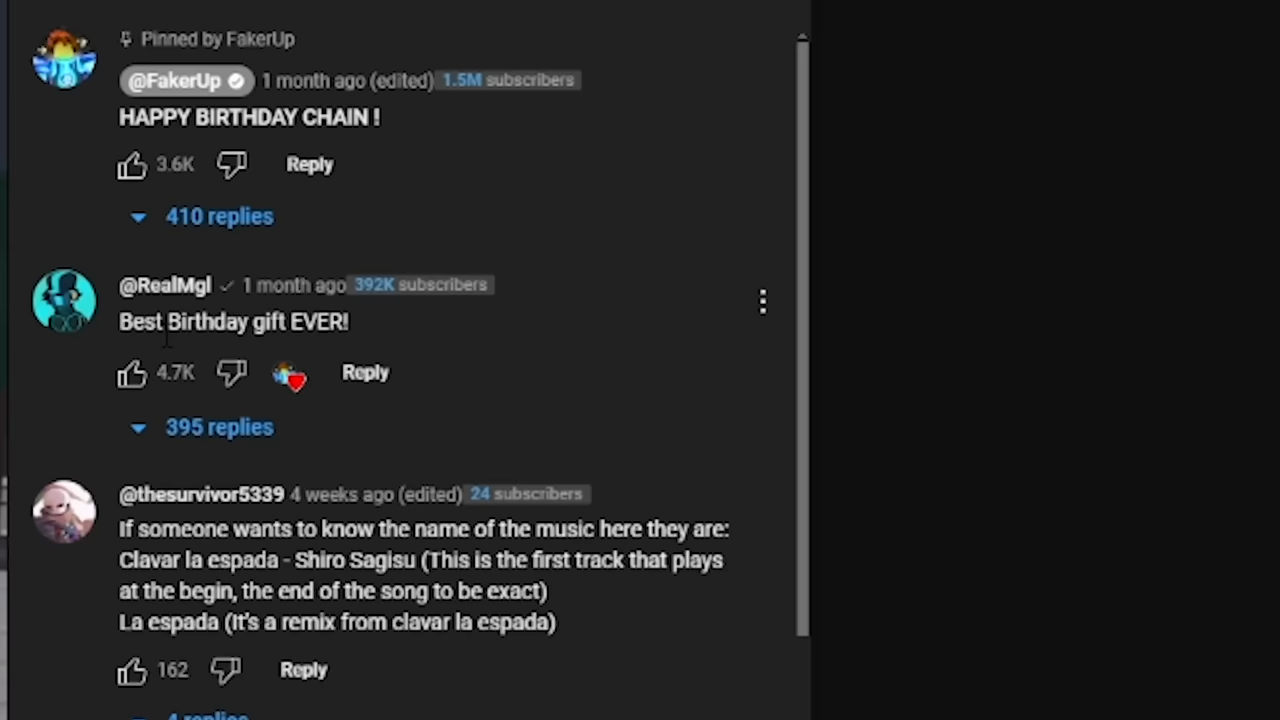 Pinned by FakerUp
@FakerUp 1 month ago (edited) 1.5M subscribers
HAPPY BIRTHDAY CHAIN !
3.6K Reply
410 replies
@RealMgl 1 month ago 392K subscribers
Best Birthday gift EVER!
4.7K Reply
395 replies
@thesurvivor5339 4 weeks ago (edited) 24 subscribers
If someone wants to know the name of the music here they are:
Clavar la espada - Shiro Sagisu (This is the first track that plays
at the begin, the end of the song to be exact)
La espada (It's a remix from clavar la espada)
162 Reply
4 replies